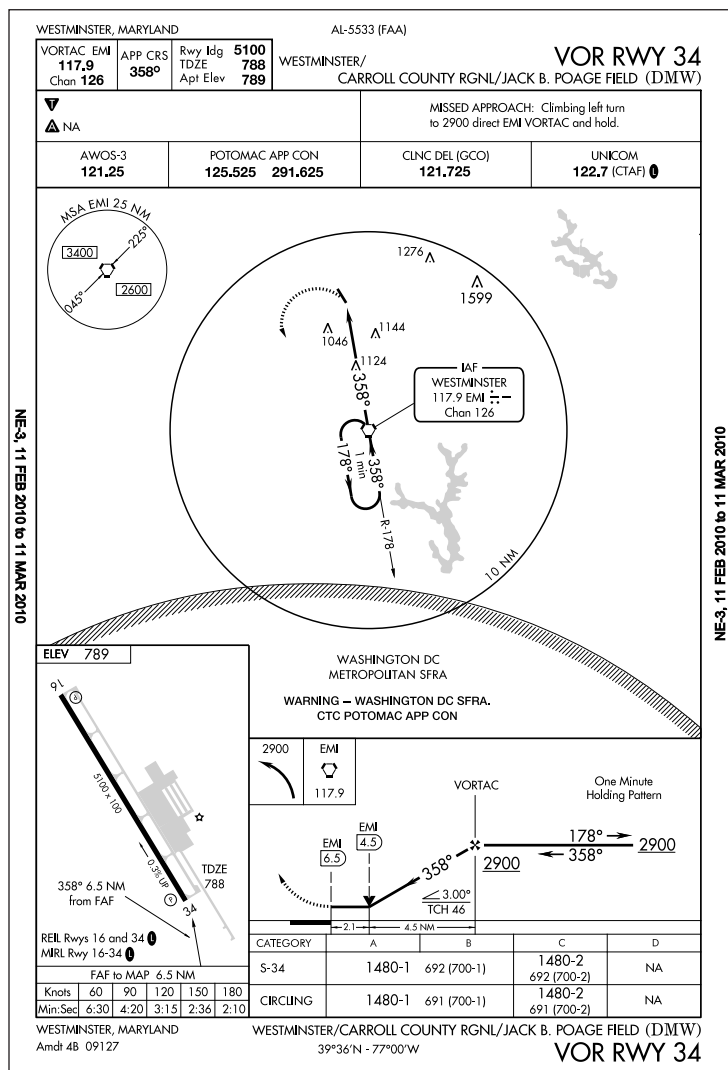 WESTMINSTER, MARYLAND AL-5533 (FAA)
VORTAC EMI
117.9
Chan 126
APP CRS
358°
Rwy ldg 5100
TDZE 788
Apt Elev 789
WESTMINSTER/
CARROLL COUNTY RGNL/JACK B. POAGE FIELD (DMW)
VOR RWY 34
T
A NA
MISSED APPROACH: Climbing left turn
to 2900 direct EMI VORTAC and hold.
AWOS-3
121.25
POTOMAC APP CON
125.525 291.625
CLNC DEL (GCO)
121.725
UNICOM
122.7 (CTAF) L
MSA EMI 25 NM
3400
225°
045°
2600
1276
1599
1046
1144
1124
358°
IAF
WESTMINSTER
117.9 EMI
Chan 126
178°
1 min
358°
R-178
10 NM
NE-3, 11 FEB 2010 to 11 MAR 2010
NE-3, 11 FEB 2010 to 11 MAR 2010
WASHINGTON DC
METROPOLITAN SFRA
WARNING – WASHINGTON DC SFRA.
CTC POTOMAC APP CON
ELEV 789
16
P
5100 x 100
0.3% UP
TDZE
788
P
34
358° 6.5 NM
from FAF
REIL Rwys 16 and 34 L
MIRL Rwy 16-34 L
FAF to MAP 6.5 NM
Knots 60 90 120 150 180
Min:Sec 6:30 4:20 3:15 2:36 2:10
2900
EMI
117.9
VORTAC
One Minute
Holding Pattern
178°
358°
2900
2900
EMI
6.5
EMI
4.5
358°
3.00°
TCH 46
2.1
4.5 NM
CATEGORY A B C D
S-34 1480-1 692 (700-1) 1480-2 692 (700-2) NA
CIRCLING 1480-1 691 (700-1) 1480-2 691 (700-2) NA
WESTMINSTER, MARYLAND
Amdt 4B 09127
39°36'N - 77°00'W
WESTMINSTER/CARROLL COUNTY RGNL/JACK B. POAGE FIELD (DMW)
VOR RWY 34